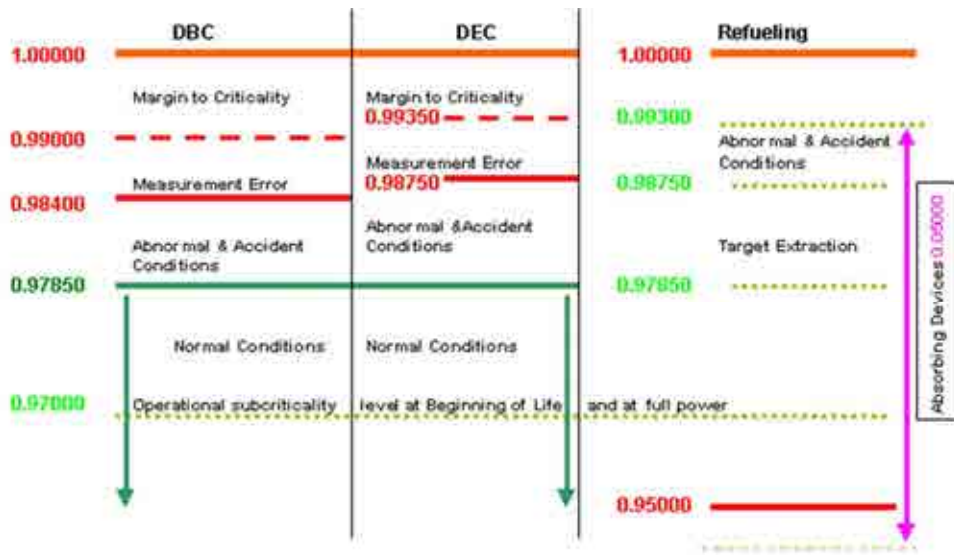 DBC
DEC
Refueling
1.00000
1.00000
Margin to Criticality
Margin to Criticality
0.99350
0.99300
0.99000
Abnormal & Accident
Conditions
Measurement Error
Measurement Error
0.98750
0.98750
0.98400
Abnormal & Accident
Conditions
Abnormal &Accident
Conditions
Target Extraction
0.97850
0.97850
Normal Conditions
Normal Conditions
0.97000
Operational subcriticality level at Beginning of Life and at full power
0.95000
Absorbing Devices 0.05000